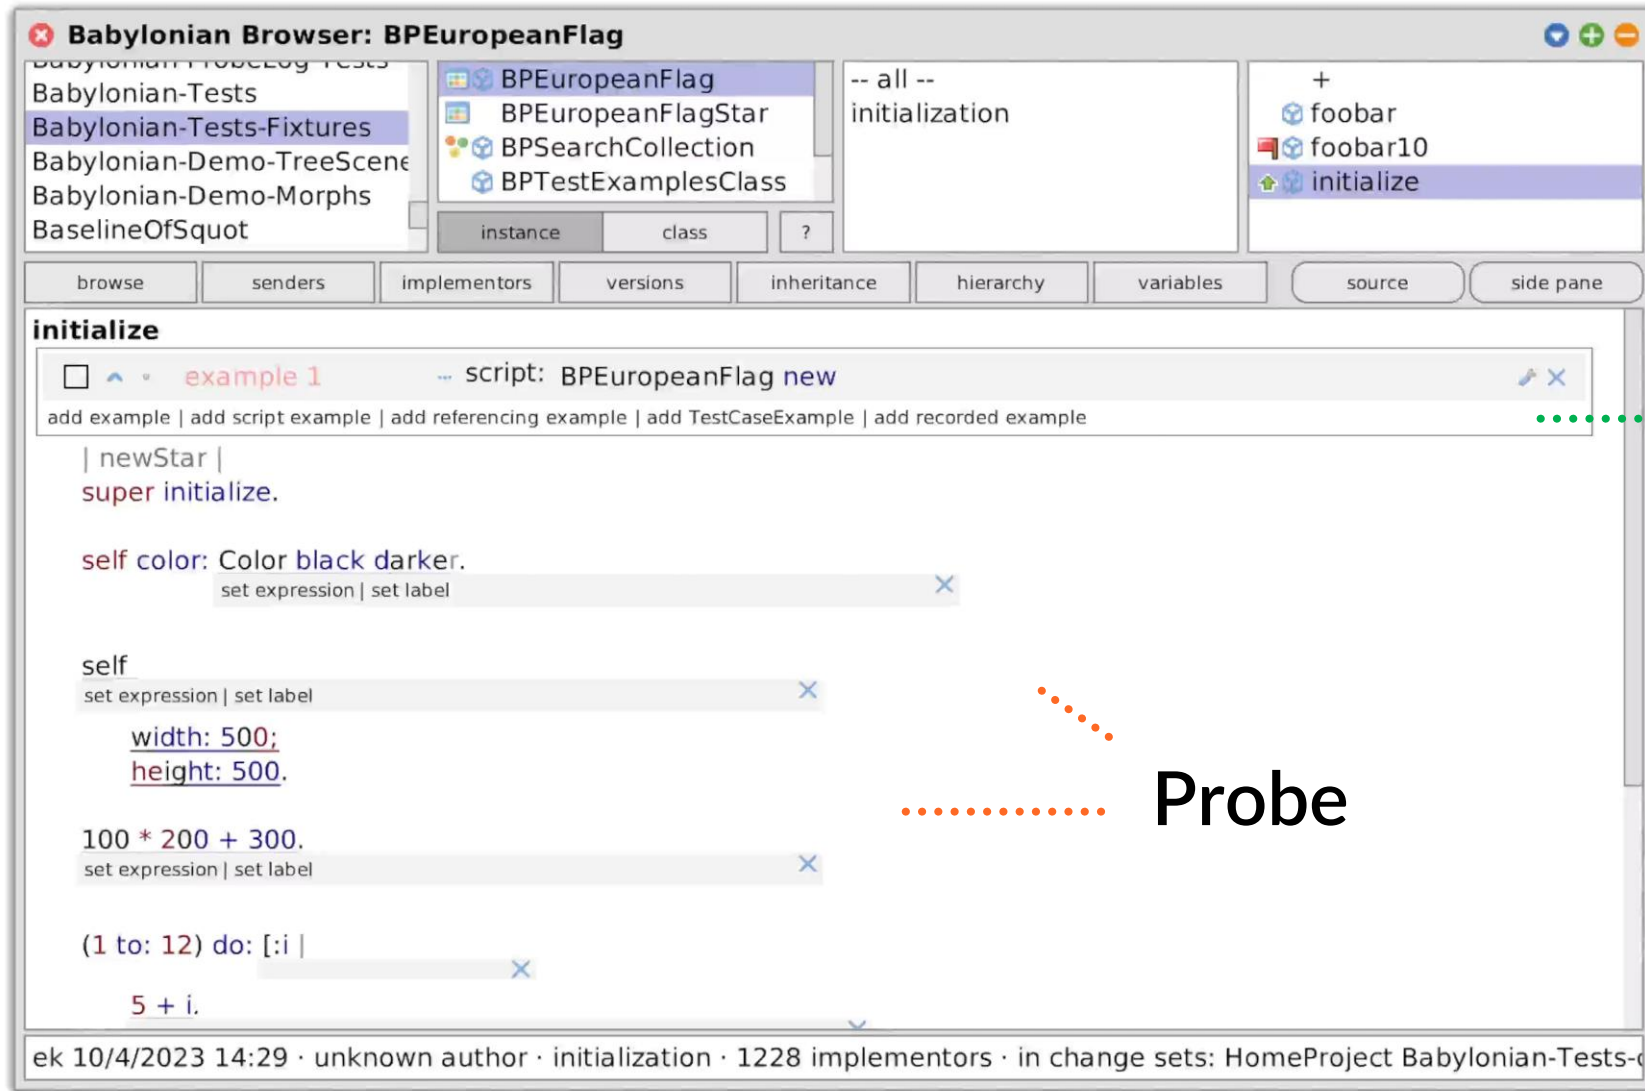 Babylonian Browser: BPEuropeanFlag
Babylonian-ProbeLog-Tests
Babylonian-Tests
Babylonian-Tests-Fixtures
Babylonian-Demo-TreeScene
Babylonian-Demo-Morphs
BaselineOfSquot
BPEuropeanFlag
BPEuropeanFlagStar
BPSearchCollection
BPTestExamplesClass
instance class ?
-- all --
initialization
+
foobar
foobar10
initialize
browse senders implementors versions inheritance hierarchy variables source side pane
initialize
example 1 script: BPEuropeanFlag new
add example | add script example | add referencing example | add TestCaseExample | add recorded example
| newStar |
super initialize.
self color: Color black darker.
set expression | set label
self
set expression | set label
width: 500;
height: 500.
Probe
100 * 200 + 300.
set expression | set label
(1 to: 12) do: [:i |
5 + i.
ek 10/4/2023 14:29 · unknown author · initialization · 1228 implementors · in change sets: HomeProject Babylonian-Tests-